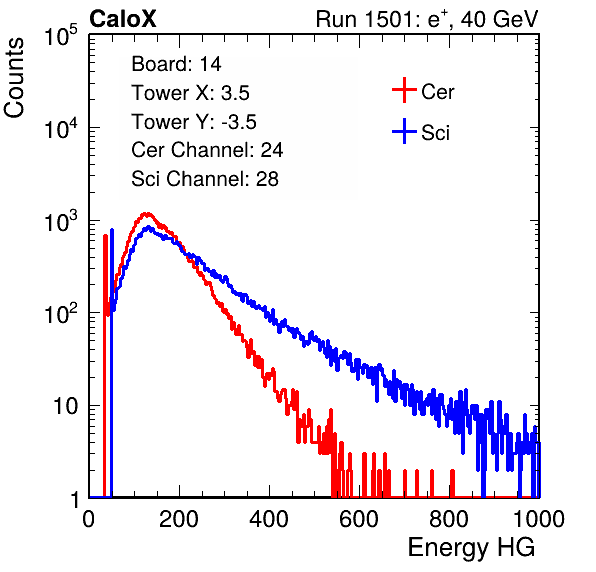 CaloX Run 1501: e⁺, 40 GeV
Counts
Board: 14
Tower X: 3.5
Tower Y: -3.5
Cer Channel: 24
Sci Channel: 28
Cer
Sci
10⁵
10⁴
10³
10²
10
1
0 200 400 600 800 1000
Energy HG